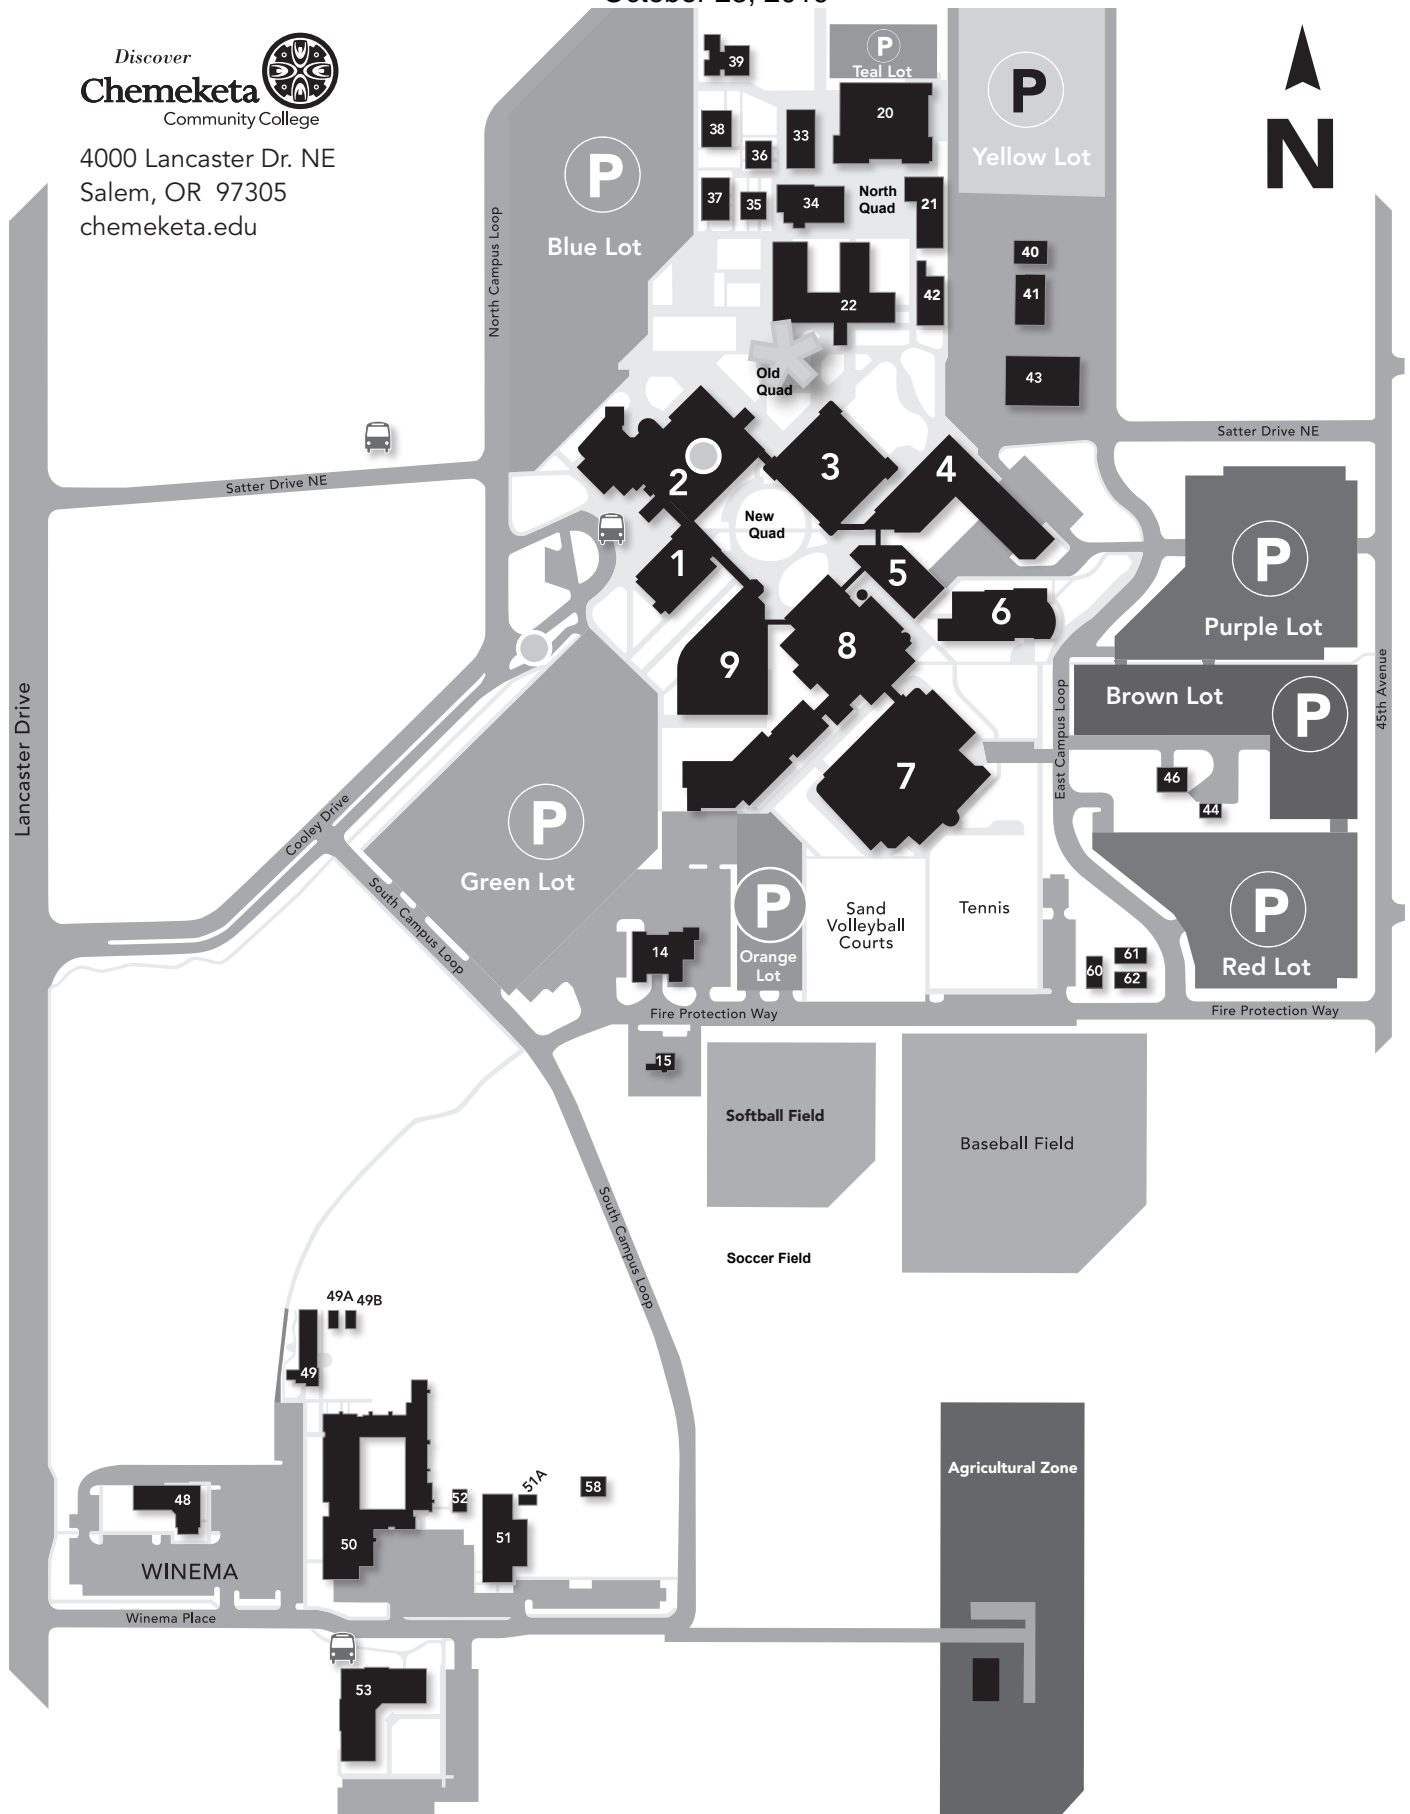 Discover
Chemeketa
Community College
4000 Lancaster Dr. NE
Salem, OR 97305
chemeketa.edu
N
P
Teal Lot
P
Yellow Lot
P
Blue Lot
North Campus Loop
39
38
36
33
20
37
35
34
North
Quad
21
22
42
40
41
43
Old
Quad
Satter Drive NE
Satter Drive NE
2
3
4
New
Quad
1
5
6
8
9
7
P
Purple Lot
Brown Lot
P
45th Avenue
East Campus Loop
46
44
Lancaster Drive
Cooley Drive
P
Green Lot
South Campus Loop
14
P
Orange
Lot
Sand
Volleyball
Courts
Tennis
60
61
62
P
Red Lot
Fire Protection Way
Fire Protection Way
15
Softball Field
Baseball Field
South Campus Loop
Soccer Field
49A
49B
49
48
WINEMA
50
52
51
51A
58
Winema Place
53
Agricultural Zone